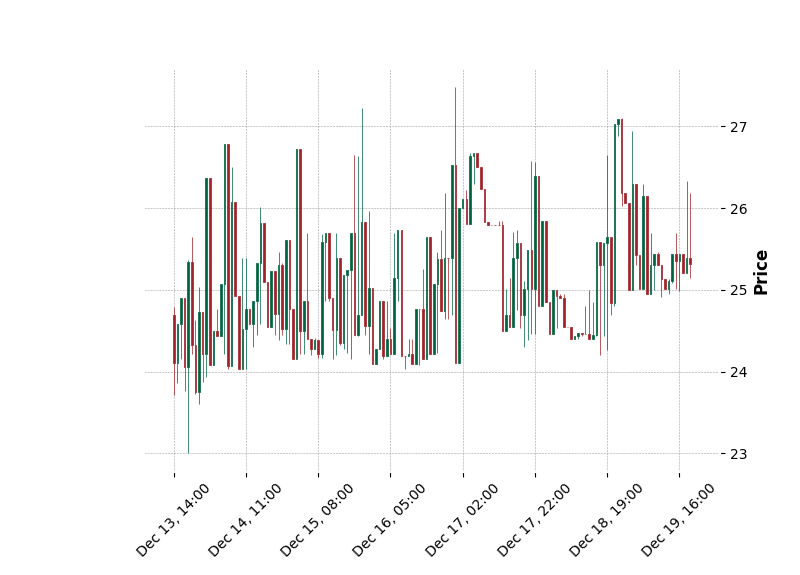 27
26
25
24
23
Price
Dec 13, 14:00
Dec 14, 11:00
Dec 15, 08:00
Dec 16, 05:00
Dec 17, 02:00
Dec 17, 22:00
Dec 18, 19:00
Dec 19, 16:00